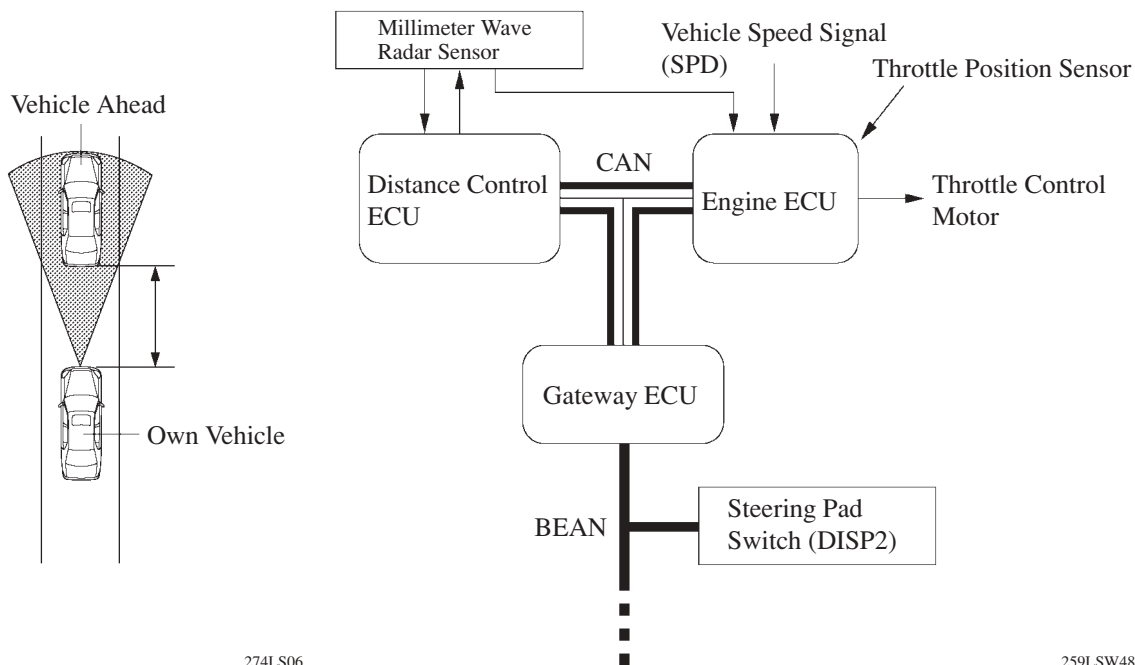 Vehicle Ahead
Own Vehicle
274LS06
Millimeter Wave
Radar Sensor
Vehicle Speed Signal
(SPD)
Throttle Position Sensor
Distance Control
ECU
CAN
Engine ECU
Throttle Control
Motor
Gateway ECU
BEAN
Steering Pad
Switch (DISP2)
259LSW48